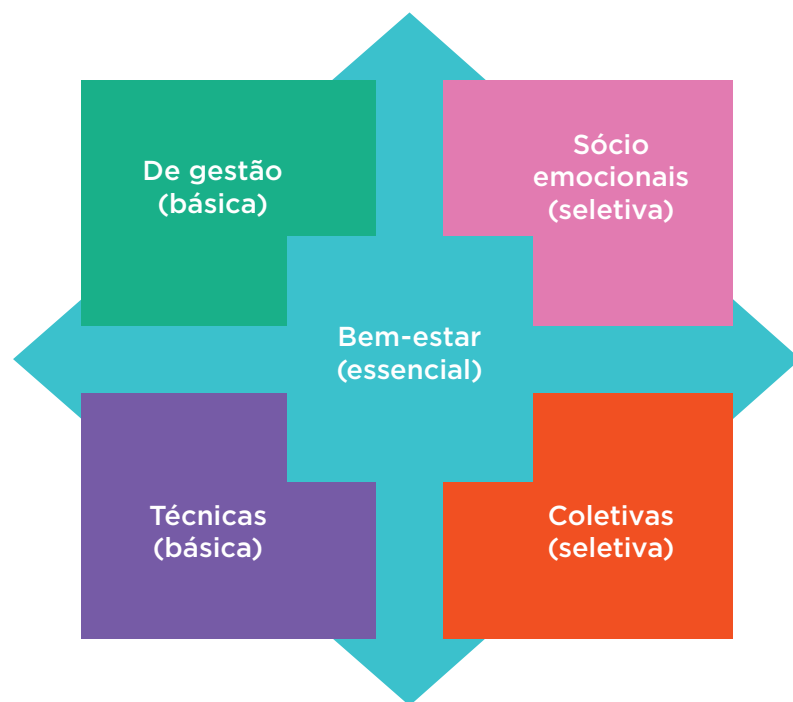 De gestão
(básica)
Sócio
emocionais
(seletiva)
Bem-estar
(essencial)
Técnicas
(básica)
Coletivas
(seletiva)